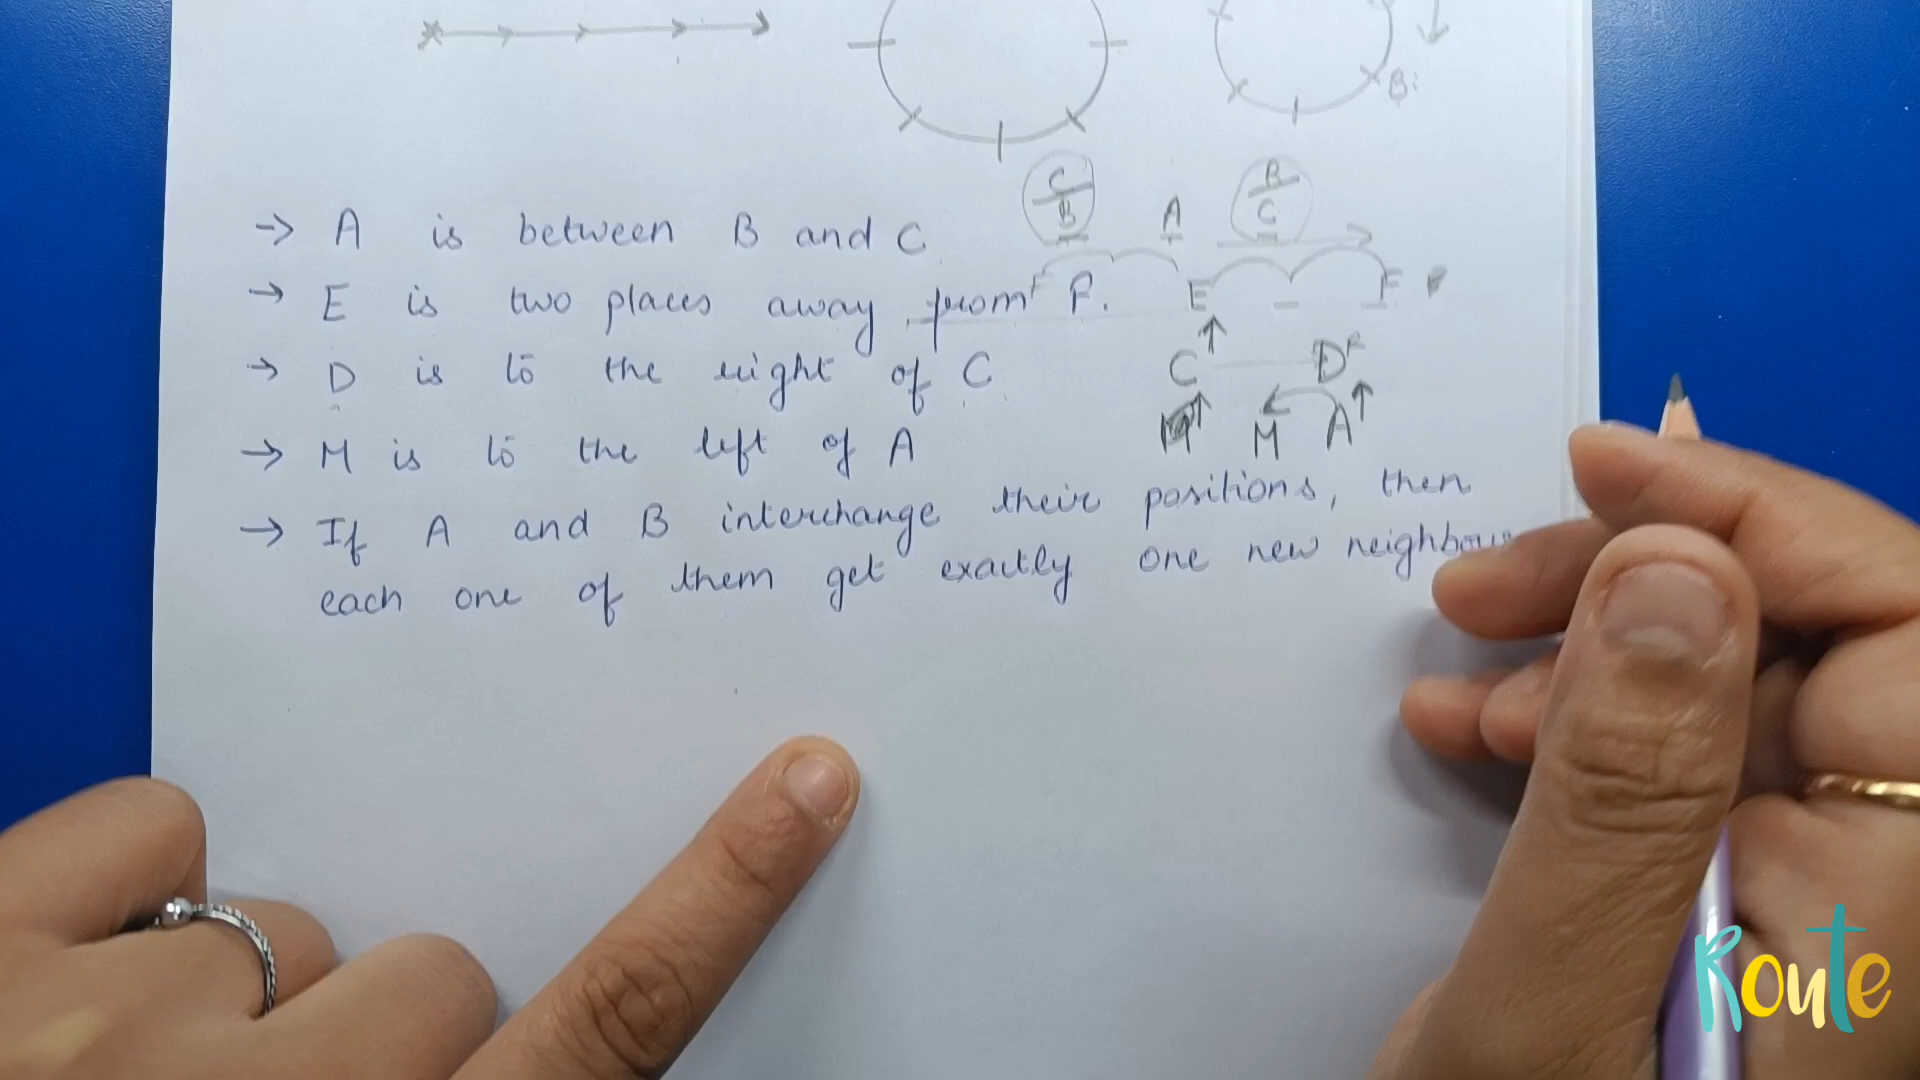 Bi
C
B
A
B
C
→ A is between B and C
→ E is two places away from F.
F
E
F
→ D is to the right of C
C
D
→ M is to the left of A
M
A
→ If A and B interchange their positions, then
each one of them get exactly one new neighbour
Route